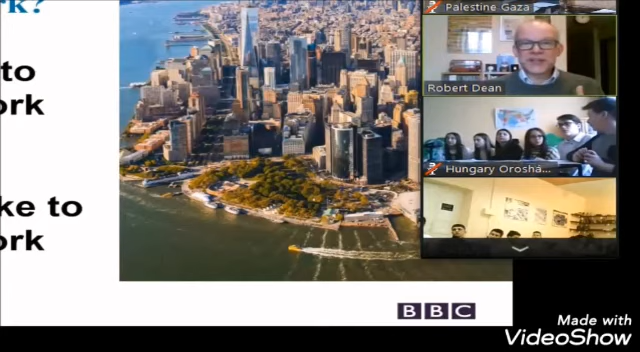 rk?
to
ork
ke to
ork
BBC
Palestine Gaza
Robert Dean
Hungary Orosha...
Made with
VideoShow